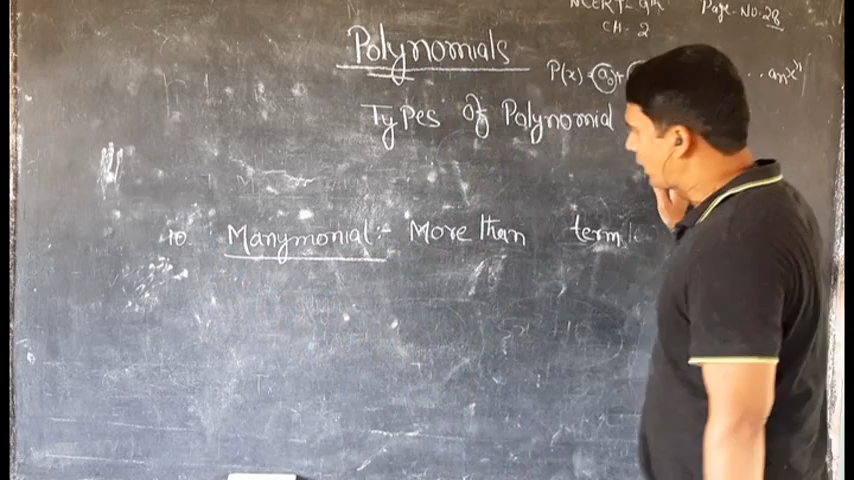 NCERT - 9th Page - No. 28
CH - 2
Polynomials
P(x) = a0 + .. anxn
Types of Polynomial
10. Manymonial :- More than term